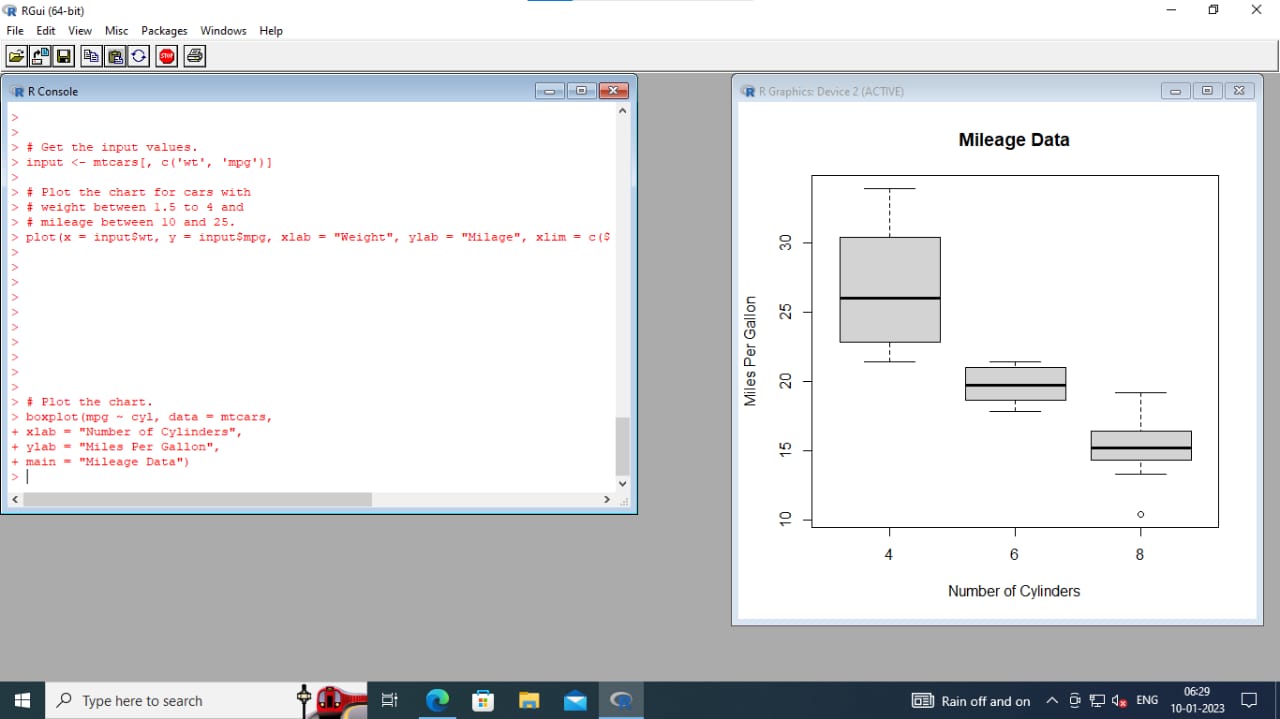 RGui (64-bit)
File Edit View Misc Packages Windows Help
STOP
R Console
>
>
> # Get the input values.
> input <- mtcars[, c('wt', 'mpg')]
>
> # Plot the chart for cars with
> # weight between 1.5 to 4 and
> # mileage between 10 and 25.
> plot(x = input$wt, y = input$mpg, xlab = "Weight", ylab = "Milage", xlim = c($
>
>
>
>
>
>
>
>
>
>
> # Plot the chart.
> boxplot(mpg ~ cyl, data = mtcars,
+ xlab = "Number of Cylinders",
+ ylab = "Miles Per Gallon",
+ main = "Mileage Data")
>
R Graphics: Device 2 (ACTIVE)
Mileage Data
Miles Per Gallon
30
25
20
15
10
4 6 8
Number of Cylinders
Type here to search
Rain off and on
ENG
06:29
10-01-2023